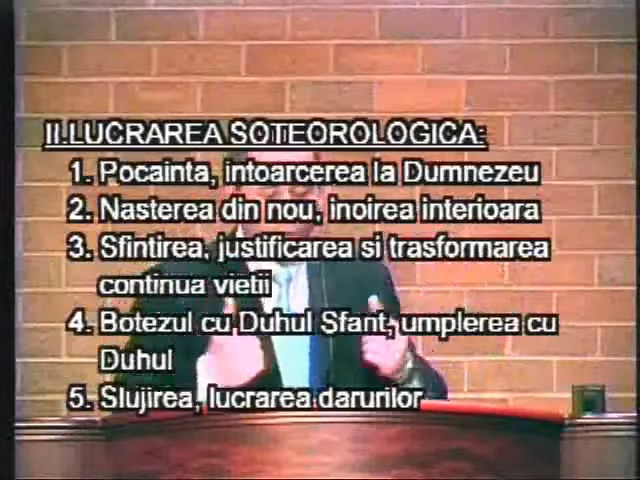 II.LUCRAREA SOTEOROLOGICA:
1. Pocainta, intoarcerea la Dumnezeu
2. Nasterea din nou, inoirea interioara
3. Sfintirea, justificarea si trasformarea
continua vietii
4. Botezul cu Duhul Sfant, umplerea cu
Duhul
5. Slujirea, lucrarea darurilor